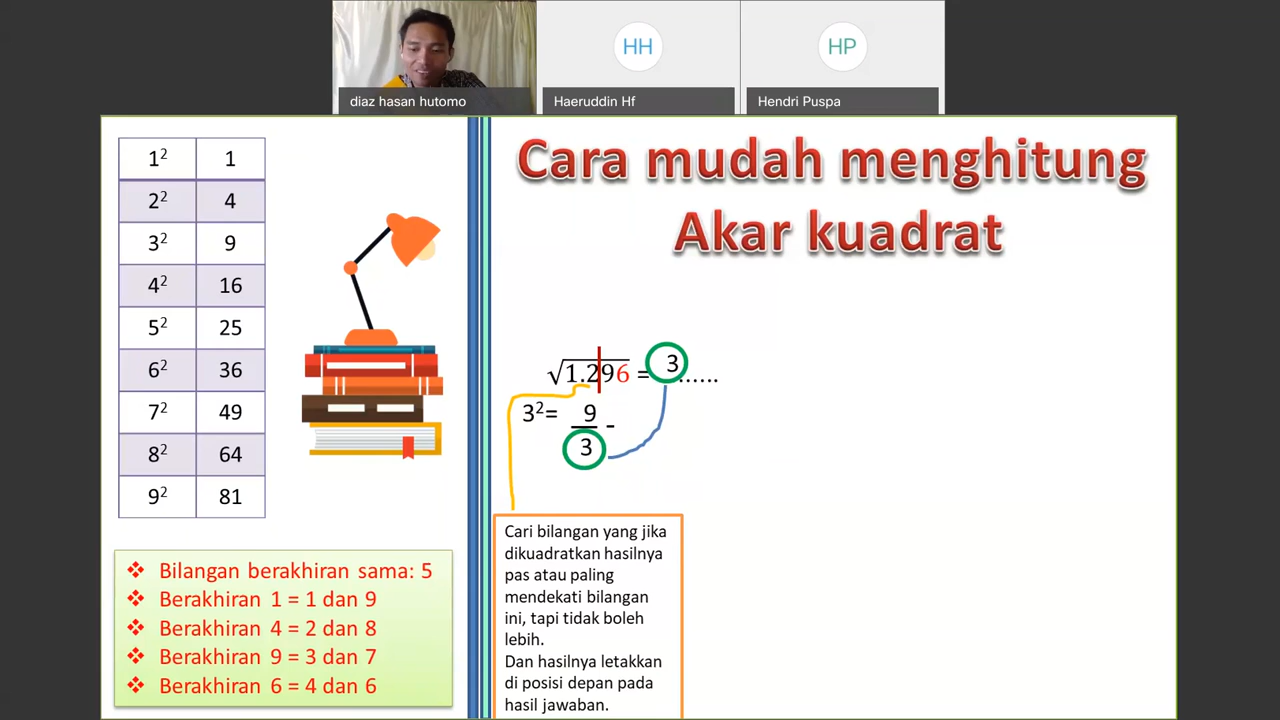 HH
HP
diaz hasan hutomo
Haeruddin Hf
Hendri Puspa
Cara mudah menghitung
Akar kuadrat
1² 1
2² 4
3² 9
4² 16
5² 25
6² 36
7² 49
8² 64
9² 81
❖ Bilangan berakhiran sama: 5
❖ Berakhiran 1 = 1 dan 9
❖ Berakhiran 4 = 2 dan 8
❖ Berakhiran 9 = 3 dan 7
❖ Berakhiran 6 = 4 dan 6
√1.296 = 3......
3²= 9 -
3
Cari bilangan yang jika
dikuadratkan hasilnya
pas atau paling
mendekati bilangan
ini, tapi tidak boleh
lebih.
Dan hasilnya letakkan
di posisi depan pada
hasil jawaban.